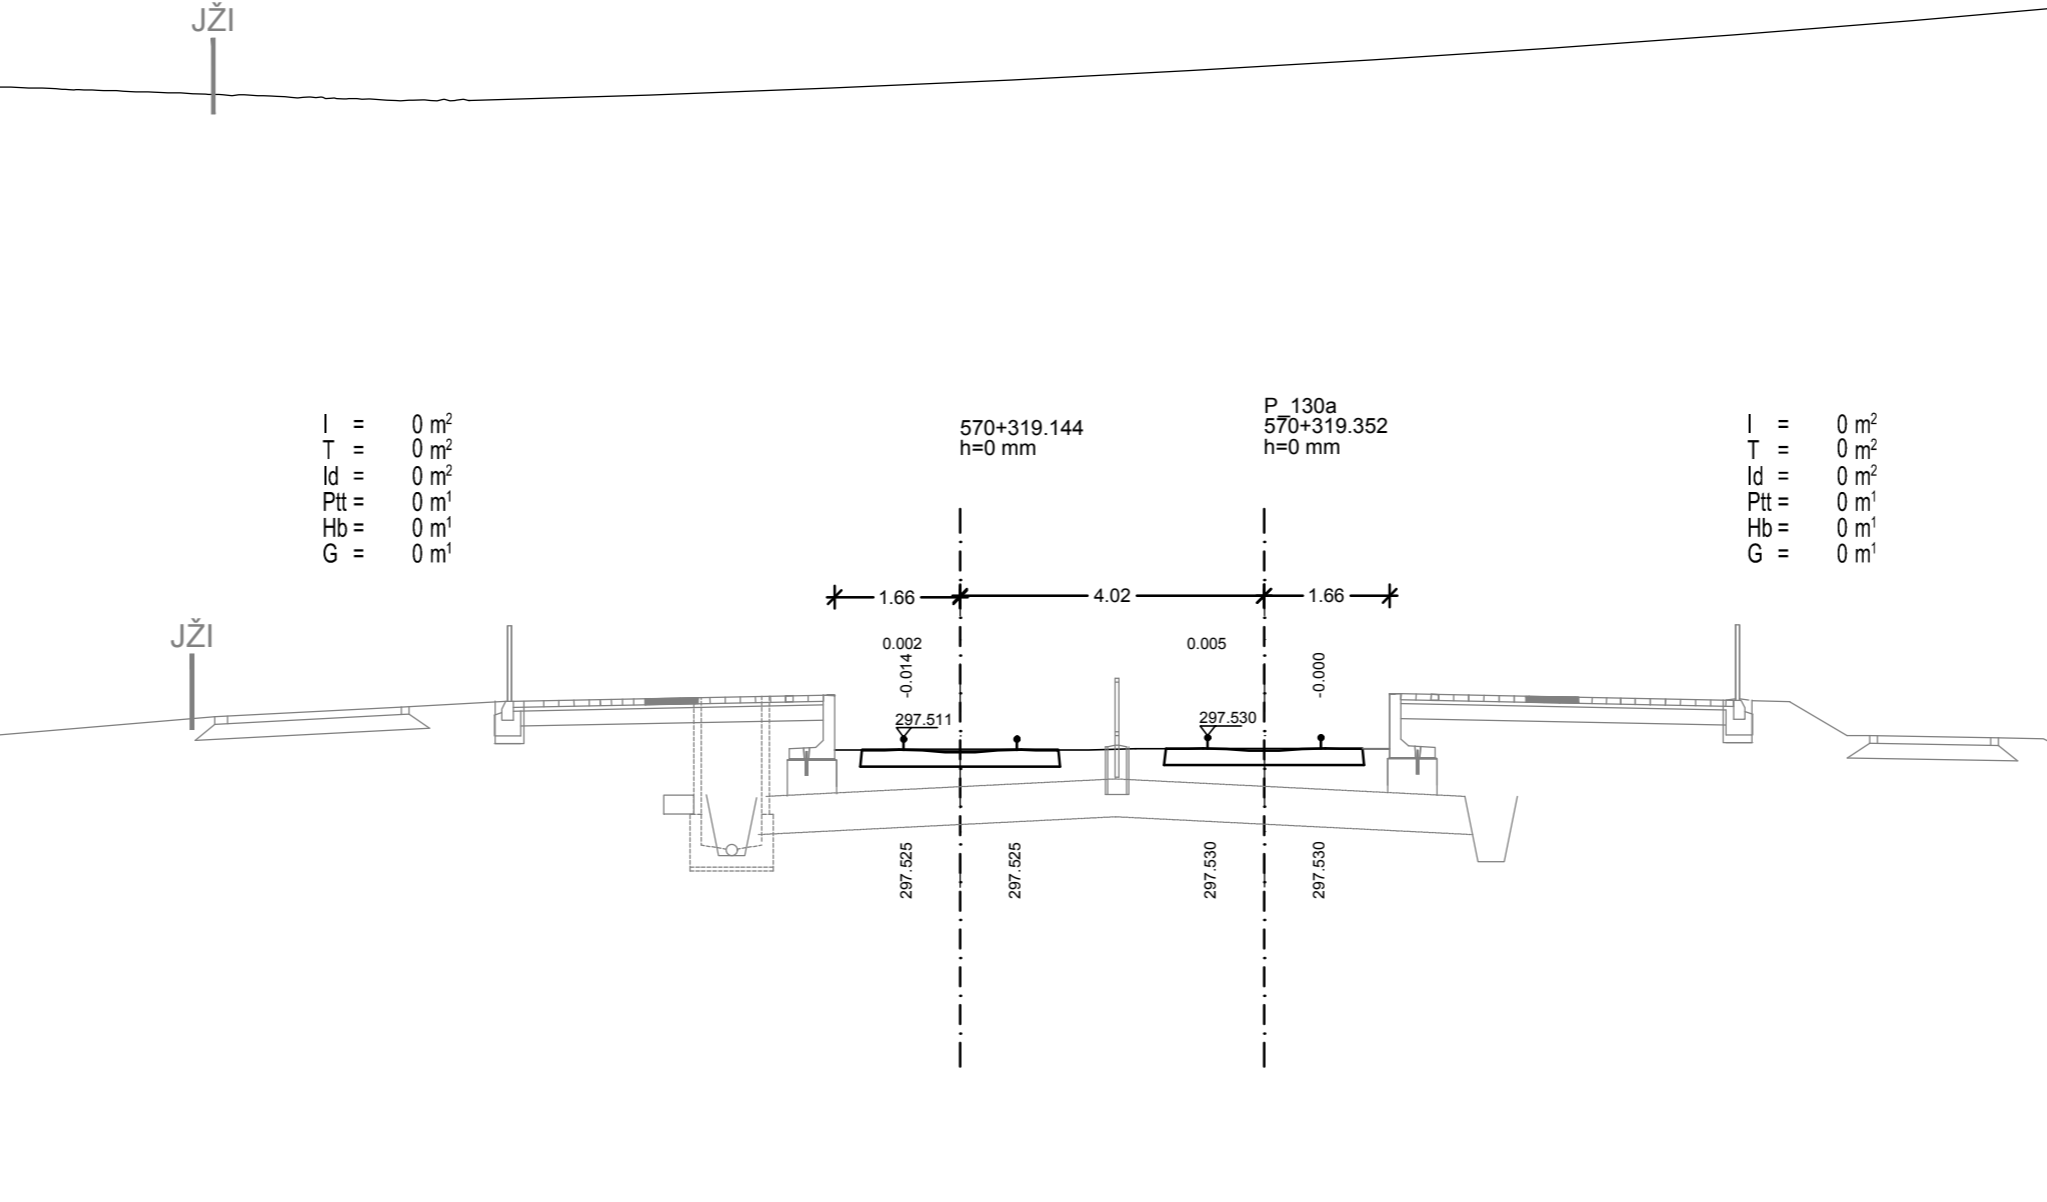 JŽI
P_130a
570+319.144
570+319.352
h=0 mm
h=0 mm
I = 0 m²
T = 0 m²
Id = 0 m²
Ptt = 0 m¹
Hb = 0 m¹
G = 0 m¹
I = 0 m²
T = 0 m²
Id = 0 m²
Ptt = 0 m¹
Hb = 0 m¹
G = 0 m¹
1.66
4.02
1.66
JŽI
0.002
0.005
-0.014
-0.000
297.511
297.530
297.525
297.525
297.530
297.530